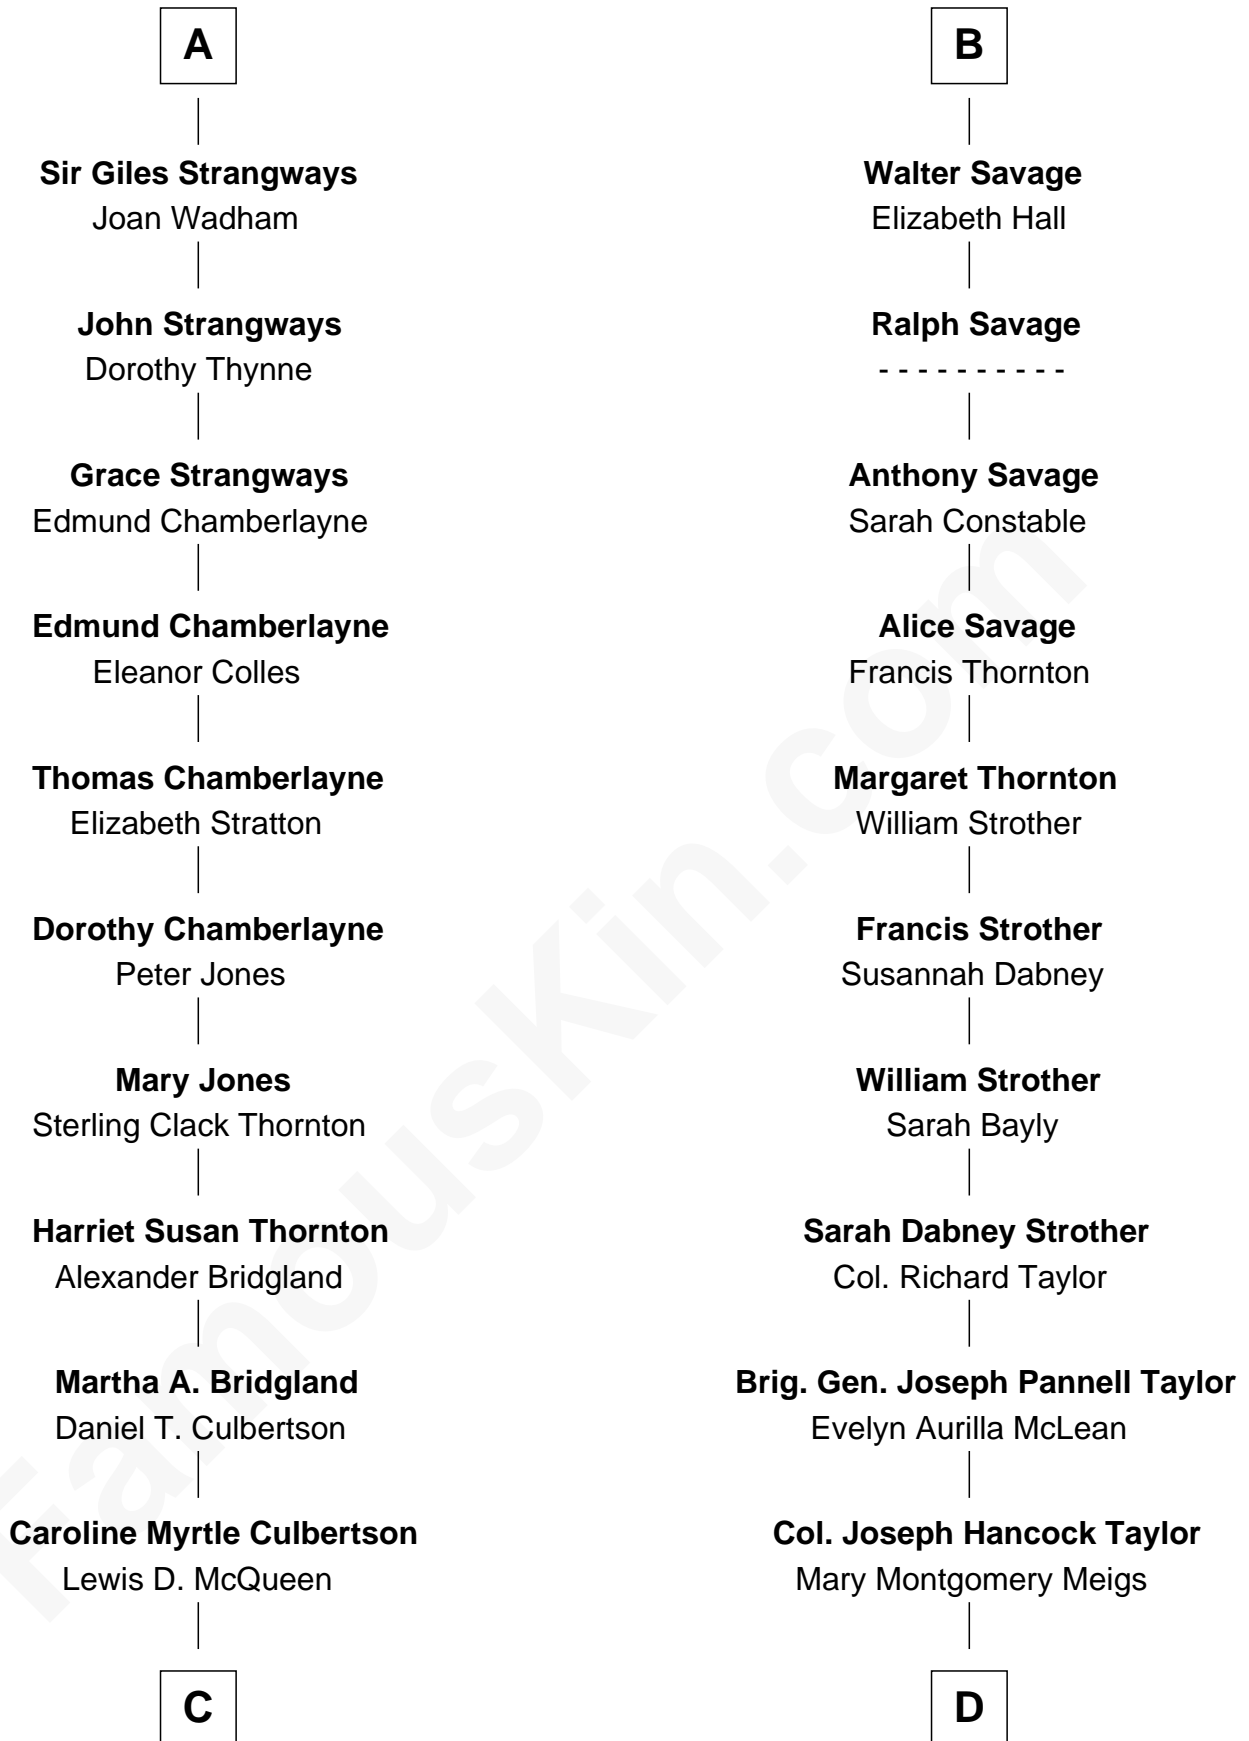 A
Sir Giles Strangways
Joan Wadham
John Strangways
Dorothy Thynne
Grace Strangways
Edmund Chamberlayne
Edmund Chamberlayne
Eleanor Colles
Thomas Chamberlayne
Elizabeth Stratton
Dorothy Chamberlayne
Peter Jones
Mary Jones
Sterling Clack Thornton
Harriet Susan Thornton
Alexander Bridgland
Martha A. Bridgland
Daniel T. Culbertson
Caroline Myrtle Culbertson
Lewis D. McQueen
C
B
Walter Savage
Elizabeth Hall
Ralph Savage
- - - - - - - - - -
Anthony Savage
Sarah Constable
Alice Savage
Francis Thornton
Margaret Thornton
William Strother
Francis Strother
Susannah Dabney
William Strother
Sarah Bayly
Sarah Dabney Strother
Col. Richard Taylor
Brig. Gen. Joseph Pannell Taylor
Evelyn Aurilla McLean
Col. Joseph Hancock Taylor
Mary Montgomery Meigs
D
FamousKin.com